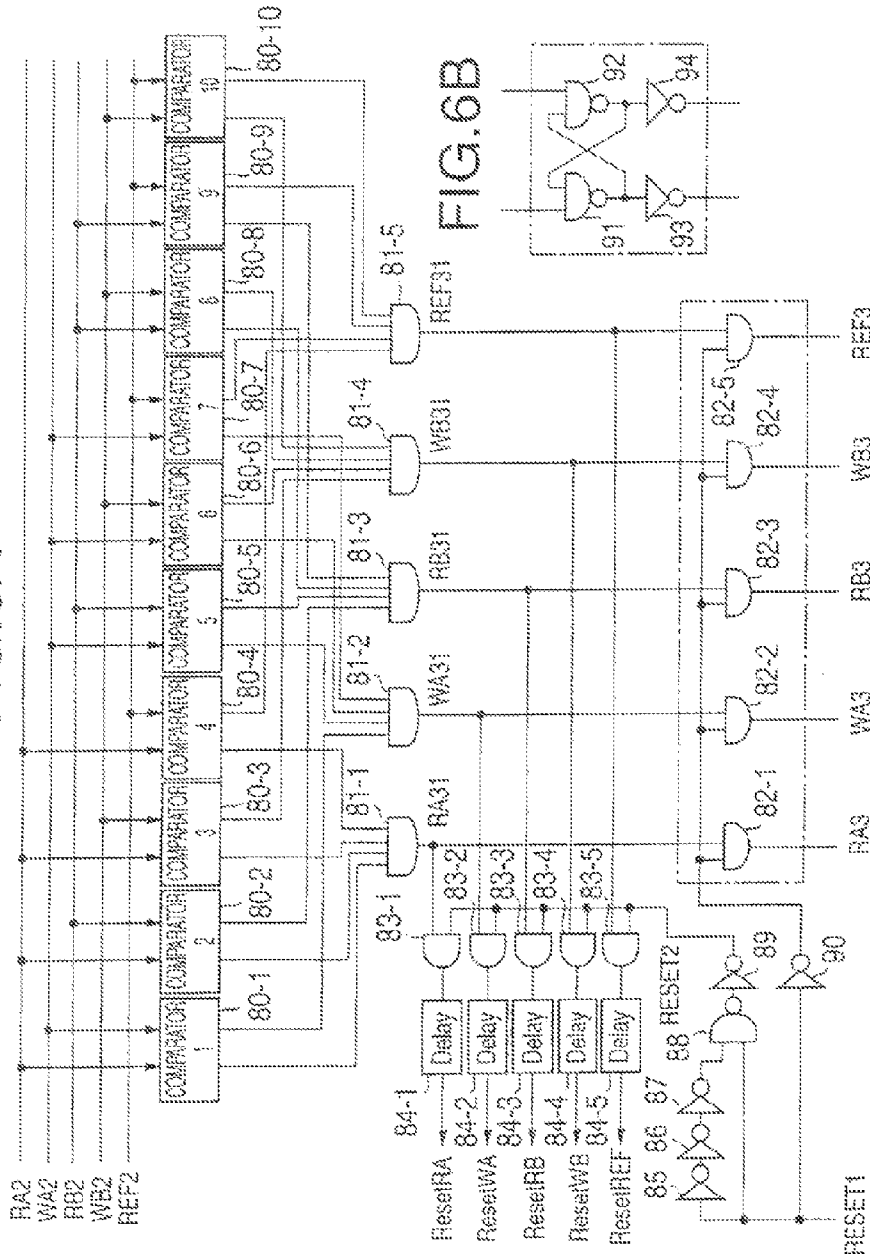 RA2
WA2
RB2
WB2
REF2
COMPARATOR 1
COMPARATOR 2
COMPARATOR 3
COMPARATOR 4
COMPARATOR 5
COMPARATOR 6
COMPARATOR 7
COMPARATOR 8
COMPARATOR 9
COMPARATOR 10
80-1
80-2
80-3
80-4
80-5
80-6
80-7
80-8
80-9
80-10
81-1
81-2
81-3
81-4
81-5
RA31
WA31
RB31
WB31
REF31
FIG.6B
91
92
93
94
83-1
83-2
83-3
83-4
83-5
Delay
Delay
Delay
Delay
Delay
84-1
84-2
84-3
84-4
84-5
ResetRA
ResetWA
ResetRB
ResetWB
ResetREF
RESET2
85
86
87
88
89
90
RESET1
82-1
82-2
82-3
82-4
82-5
RA3
WA3
RB3
WB3
REF3